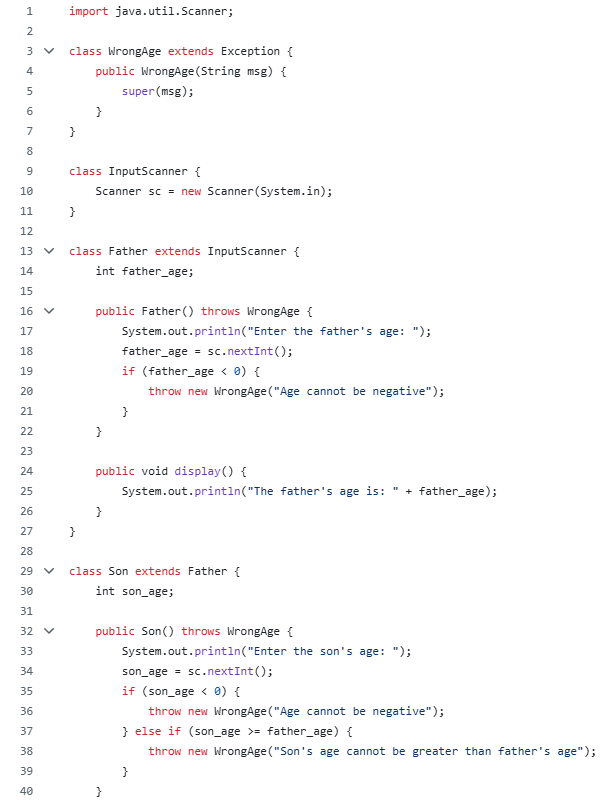 1 import java.util.Scanner;
2
3 class WrongAge extends Exception {
4 public WrongAge(String msg) {
5 super(msg);
6 }
7 }
8
9 class InputScanner {
10 Scanner sc = new Scanner(System.in);
11 }
12
13 class Father extends InputScanner {
14 int father_age;
15
16 public Father() throws WrongAge {
17 System.out.println("Enter the father's age: ");
18 father_age = sc.nextInt();
19 if (father_age < 0) {
20 throw new WrongAge("Age cannot be negative");
21 }
22 }
23
24 public void display() {
25 System.out.println("The father's age is: " + father_age);
26 }
27 }
28
29 class Son extends Father {
30 int son_age;
31
32 public Son() throws WrongAge {
33 System.out.println("Enter the son's age: ");
34 son_age = sc.nextInt();
35 if (son_age < 0) {
36 throw new WrongAge("Age cannot be negative");
37 } else if (son_age >= father_age) {
38 throw new WrongAge("Son's age cannot be greater than father's age");
39 }
40 }